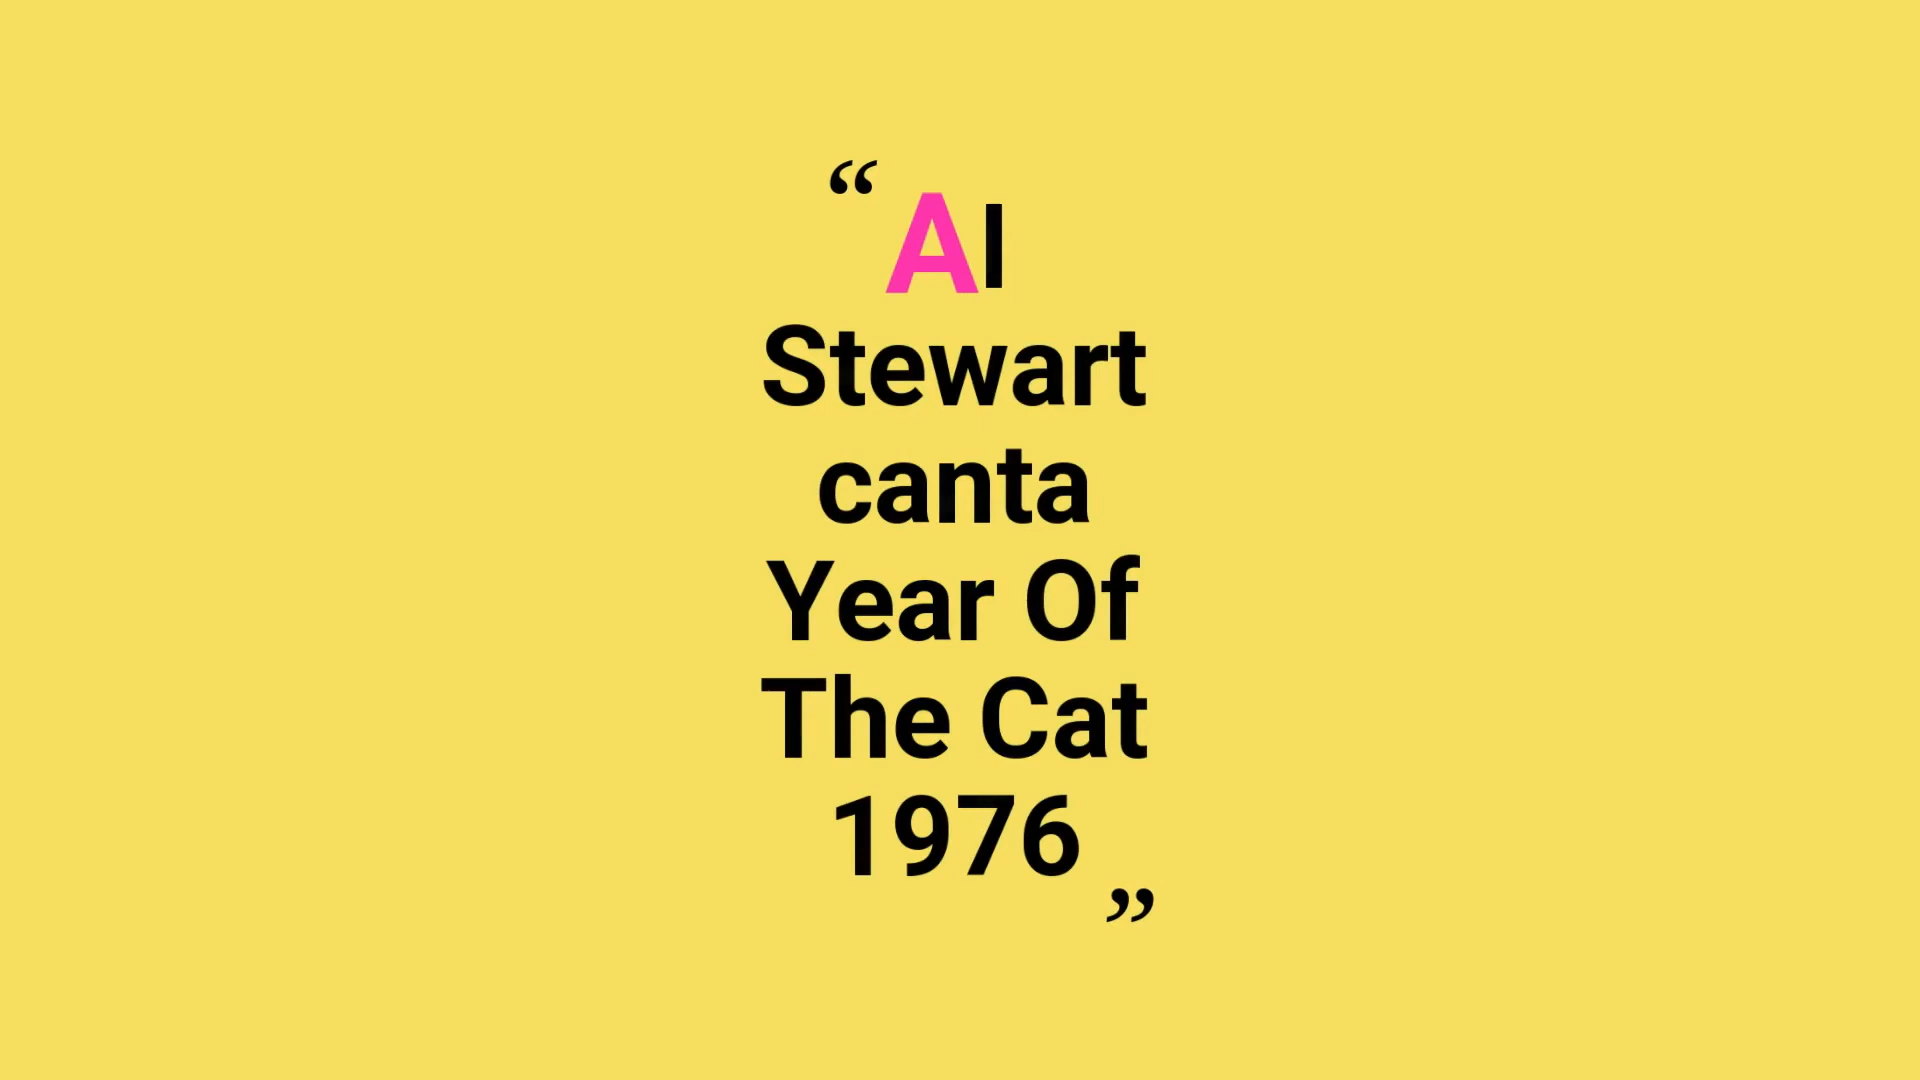 “Al
Stewart
canta
Year Of
The Cat
1976”